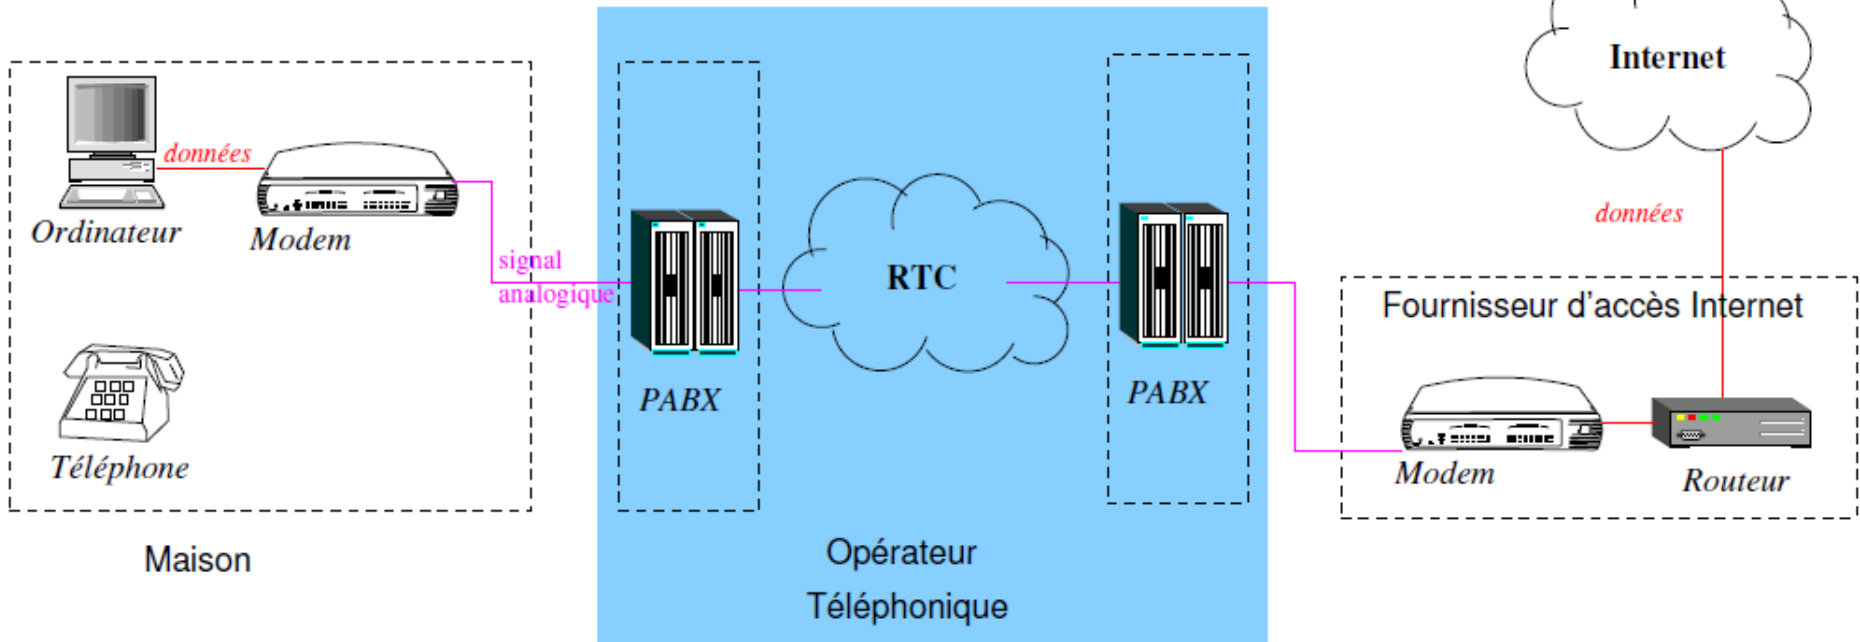 Internet
données
Ordinateur
Modem
signal
analogique
RTC
données
Fournisseur d'accès Internet
PABX
PABX
Téléphone
Modem
Routeur
Maison
Opérateur
Téléphonique